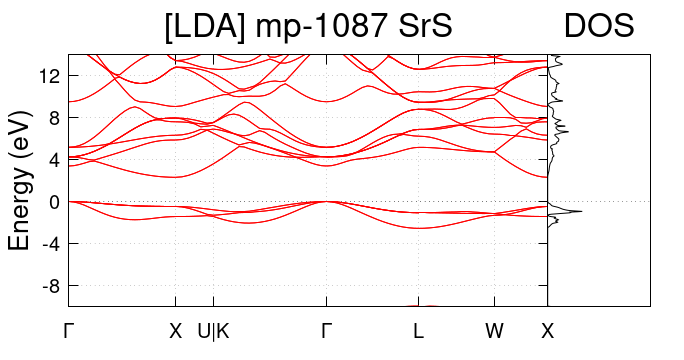 [LDA] mp-1087 SrS
DOS
Energy (eV)
12
8
4
0
-4
-8
Γ X U|K Γ L W X